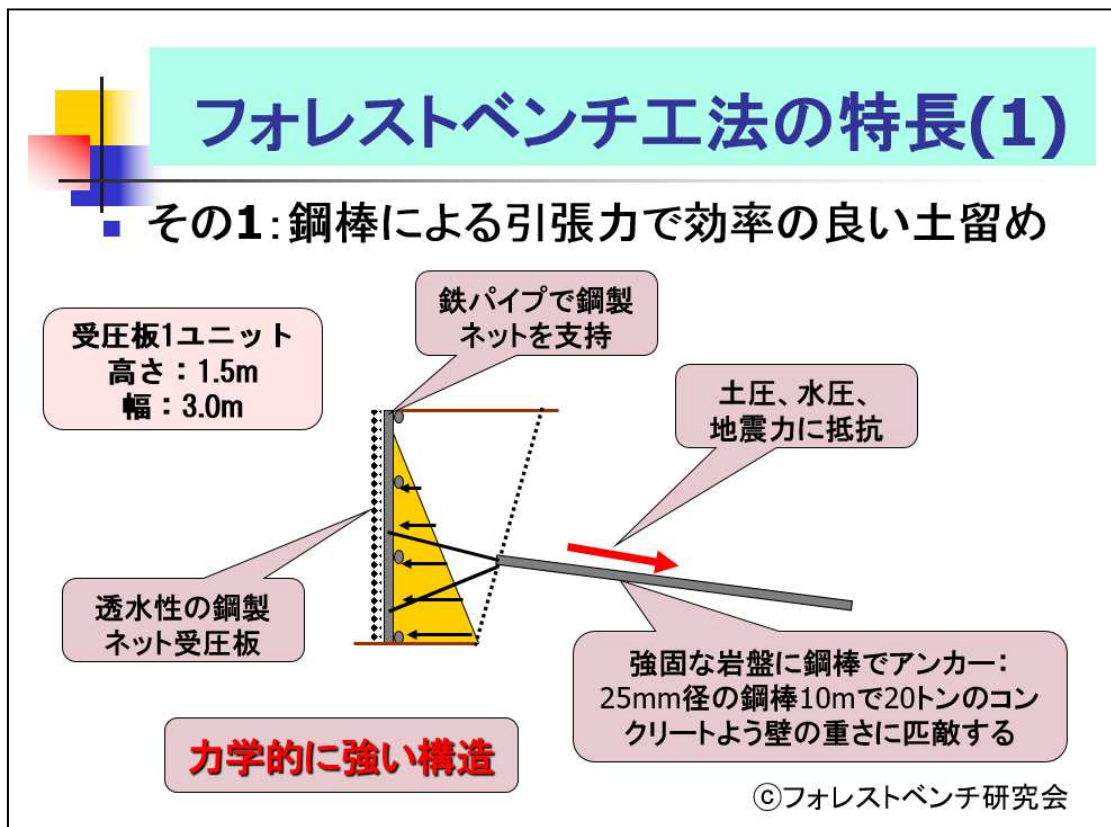 フォレストベンチ工法の特長(1)
その1:鋼棒による引張力で効率の良い土留め
鉄パイプで鋼製
ネットを支持
受圧板1ユニット
高さ:1.5m
幅:3.0m
土圧、水圧、
地震力に抵抗
透水性の鋼製
ネット受圧板
強固な岩盤に鋼棒でアンカー:
25mm径の鋼棒10mで20トンのコン
クリートよう壁の重さに匹敵する
力学的に強い構造
©フォレストベンチ研究会